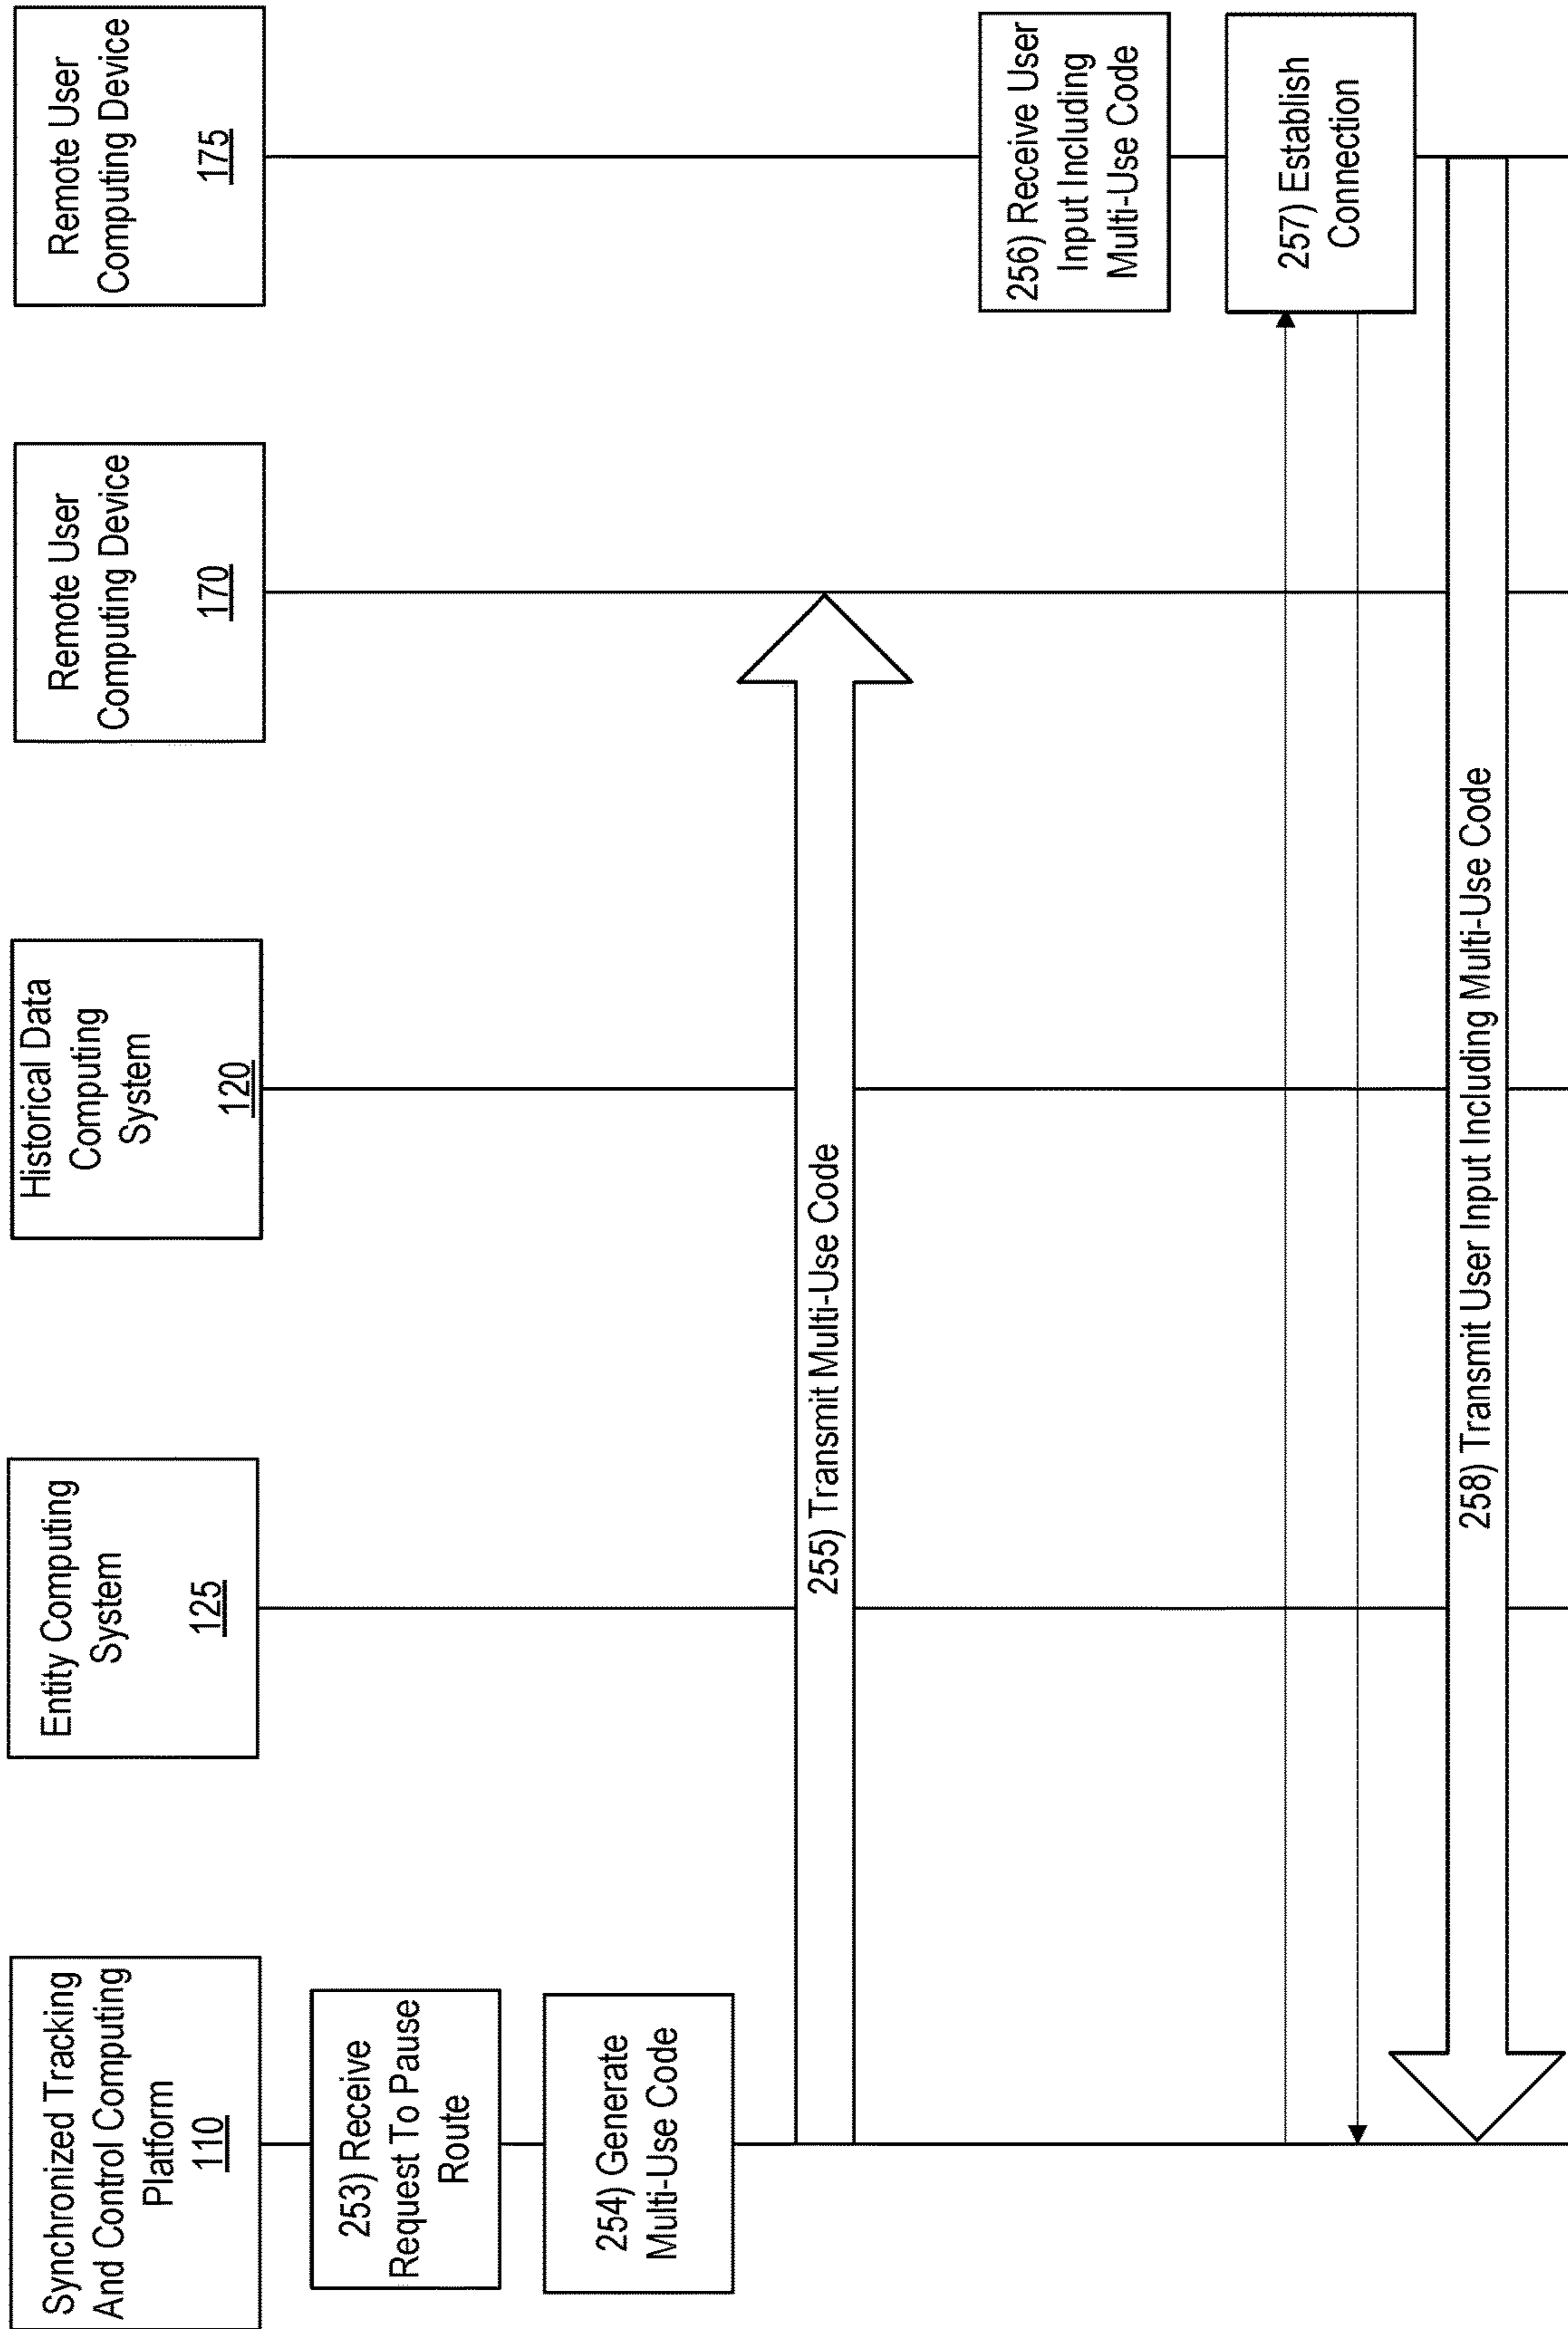 Synchronized Tracking
And Control Computing
Platform
110
Entity Computing
System
125
Historical Data
Computing
System
120
Remote User
Computing Device
170
Remote User
Computing Device
175
253) Receive
Request To Pause
Route
254) Generate
Multi-Use Code
255) Transmit Multi-Use Code
256) Receive User
Input Including
Multi-Use Code
257) Establish
Connection
258) Transmit User Input Including Multi-Use Code